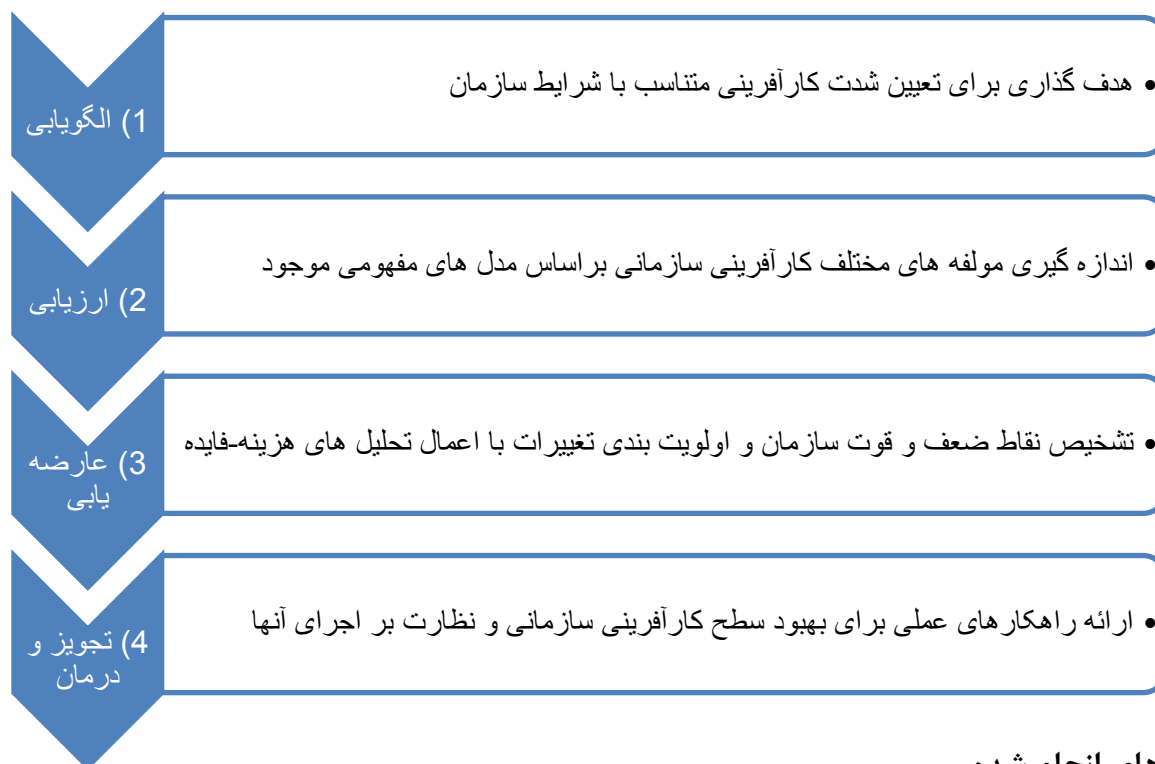 1) الگویابی
• هدف گذاری برای تعیین شدت کارآفرینی متناسب با شرایط سازمان
2) ارزیابی
• اندازه گیری مولفه های مختلف کارآفرینی سازمانی براساس مدل های مفهومی موجود
3) عارضه
یابی
• تشخیص نقاط ضعف و قوت سازمان و اولویت بندی تغییرات با اعمال تحلیل های هزینه-فایده
4) تجویز و
درمان
• ارائه راهکارهای عملی برای بهبود سطح کارآفرینی سازمانی و نظارت بر اجرای آنها